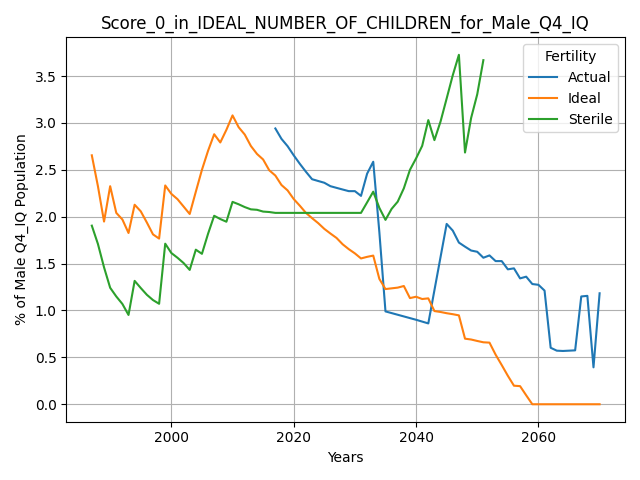 Score_0_in_IDEAL_NUMBER_OF_CHILDREN_for_Male_Q4_IQ
Fertility
Actual
Ideal
Sterile
% of Male Q4_IQ Population
3.5
3.0
2.5
2.0
1.5
1.0
0.5
0.0
2000 2020 2040 2060
Years